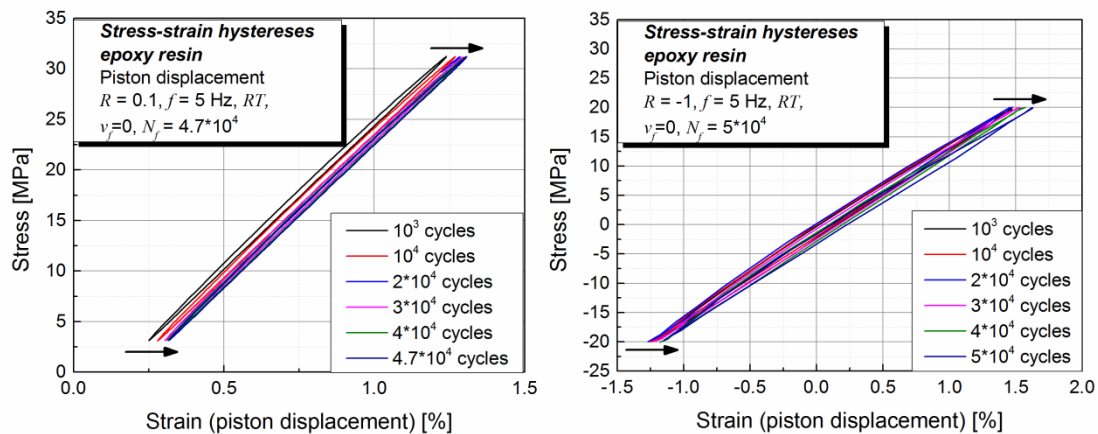 Stress-strain hystereses
epoxy resin
Piston displacement
R = 0.1, f = 5 Hz, RT,
v_f=0, N_f = 4.7*10^4
35
30
25
20
15
10
5
0
Stress [MPa]
10^3 cycles
10^4 cycles
2*10^4 cycles
3*10^4 cycles
4*10^4 cycles
4.7*10^4 cycles
0.0
0.5
1.0
1.5
Strain (piston displacement) [%]
Stress-strain hystereses
epoxy resin
Piston displacement
R = -1, f = 5 Hz, RT,
v_f=0, N_f = 5*10^4
35
30
25
20
15
10
5
0
-5
-10
-15
-20
-25
Stress [MPa]
10^3 cycles
10^4 cycles
2*10^4 cycles
3*10^4 cycles
4*10^4 cycles
5*10^4 cycles
-1.5
-1.0
-0.5
0.0
0.5
1.0
1.5
2.0
Strain (piston displacement) [%]